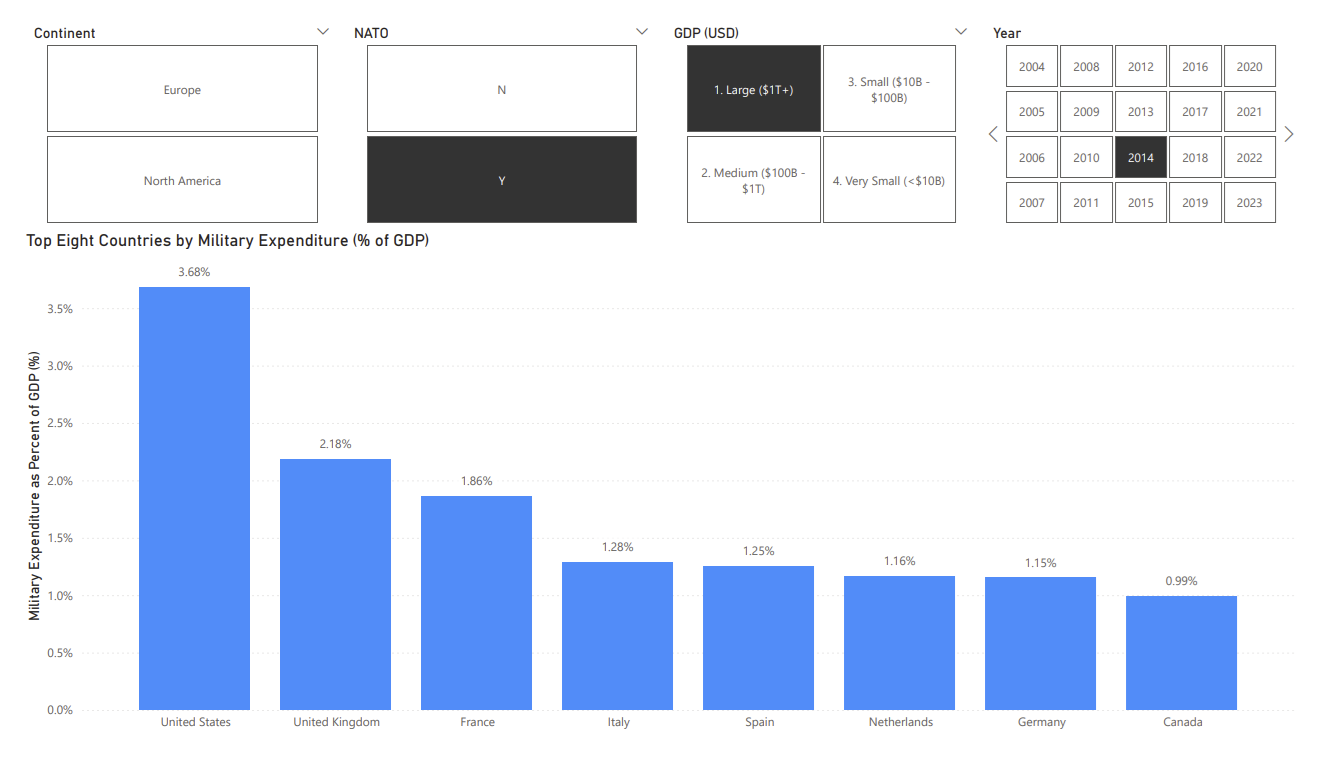 Continent
NATO
GDP (USD)
Year
Europe
North America
N
Y
1. Large ($1T+)
3. Small ($10B -
$100B)
2. Medium ($100B -
$1T)
4. Very Small (<$10B)
2004 2008 2012 2016 2020
2005 2009 2013 2017 2021
2006 2010 2014 2018 2022
2007 2011 2015 2019 2023
Top Eight Countries by Military Expenditure (% of GDP)
Military Expenditure as Percent of GDP (%)
3.5%
3.0%
2.5%
2.0%
1.5%
1.0%
0.5%
0.0%
3.68%
2.18%
1.86%
1.28%
1.25%
1.16%
1.15%
0.99%
United States
United Kingdom
France
Italy
Spain
Netherlands
Germany
Canada